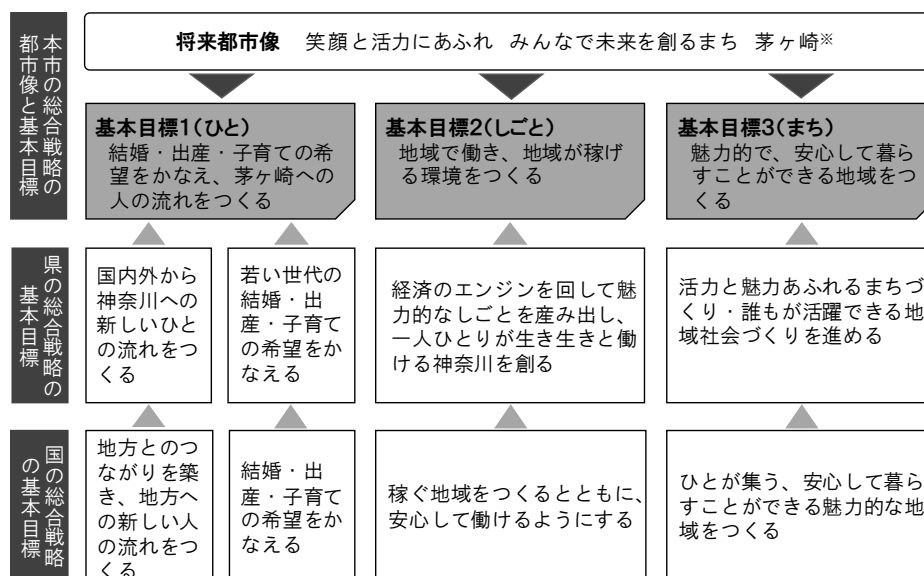 本市の総合戦略の
都市像と基本目標
将来都市像 笑顔と活力にあふれ みんなで未来を創るまち 茅ヶ崎※
基本目標1(ひと)
結婚・出産・子育ての希
望をかなえ、茅ヶ崎への
人の流れをつくる
基本目標2(しごと)
地域で働き、地域が稼げ
る環境をつくる
基本目標3(まち)
魅力的で、安心して暮ら
すことができる地域をつ
くる
県の総合戦略の
基本目標
国内外から
神奈川への
新しいひと
の流れをつ
くる
若い世代の
結婚・出
産・子育て
の希望をか
なえる
経済のエンジンを回して魅
力的なしごとを産み出し、
一人ひとりが生き生きと働
ける神奈川を創る
活力と魅力あふれるまちづ
くり・誰もが活躍できる地
域社会づくりを進める
国の総合戦略
の基本目標
地方とのつ
ながりを築
き、地方へ
の新しい人
の流れをつ
くる
結婚・出
産・子育て
の希望をか
なえる
稼ぐ地域をつくるとともに、
安心して働けるようにする
ひとが集う、安心して暮ら
すことができる魅力的な地
域をつくる